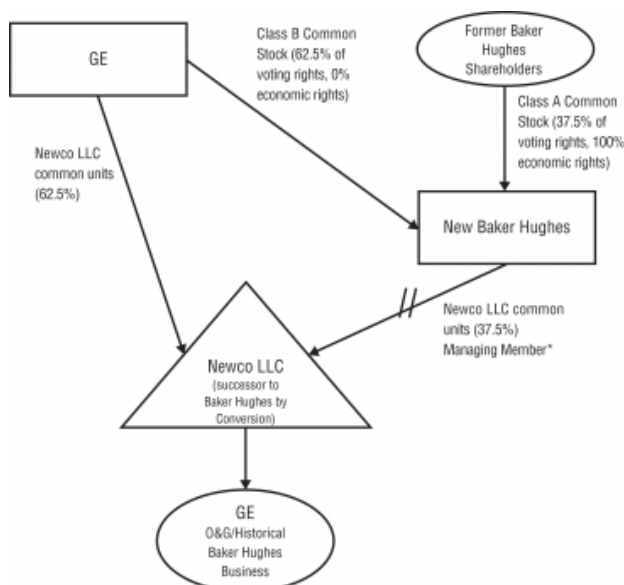 GE
Class B Common
Stock (62.5% of
voting rights, 0%
economic rights)
Former Baker
Hughes
Shareholders
Class A Common
Stock (37.5% of
voting rights, 100%
economic rights)
Newco LLC
common units
(62.5%)
New Baker Hughes
Newco LLC common
units (37.5%)
Managing Member*
Newco LLC
(successor to
Baker Hughes by
Conversion)
GE
O&G/Historical
Baker Hughes
Business